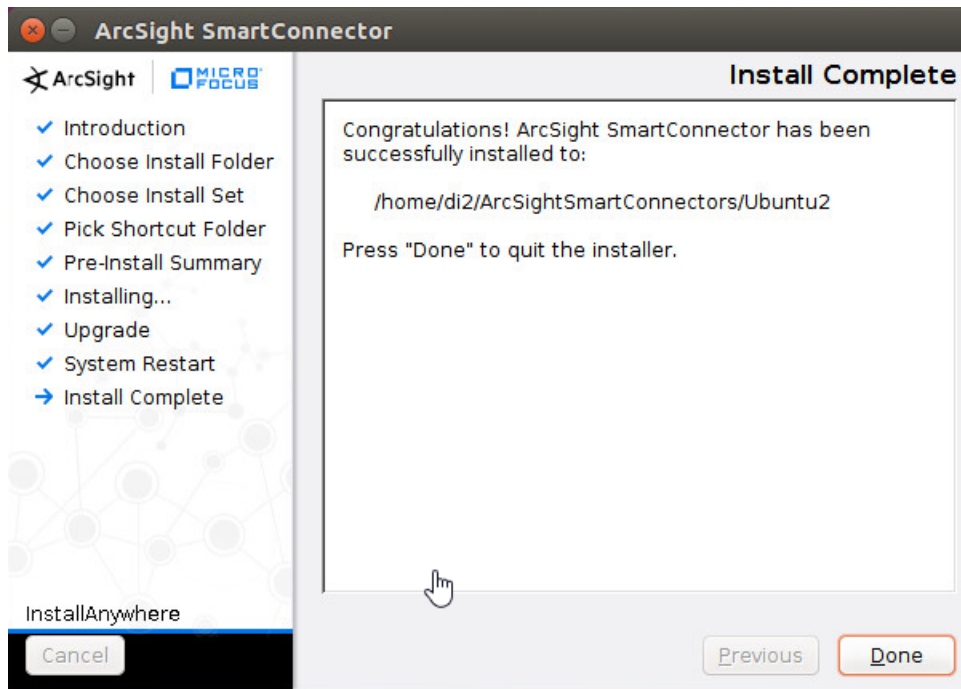 ArcSight SmartConnector
ArcSight
MICRO
FOCUS
Install Complete
Introduction
Choose Install Folder
Choose Install Set
Pick Shortcut Folder
Pre-Install Summary
Installing...
Upgrade
System Restart
Install Complete
Congratulations! ArcSight SmartConnector has been
successfully installed to:
/home/di2/ArcSightSmartConnectors/Ubuntu2
Press "Done" to quit the installer.
InstallAnywhere
Cancel
Previous
Done